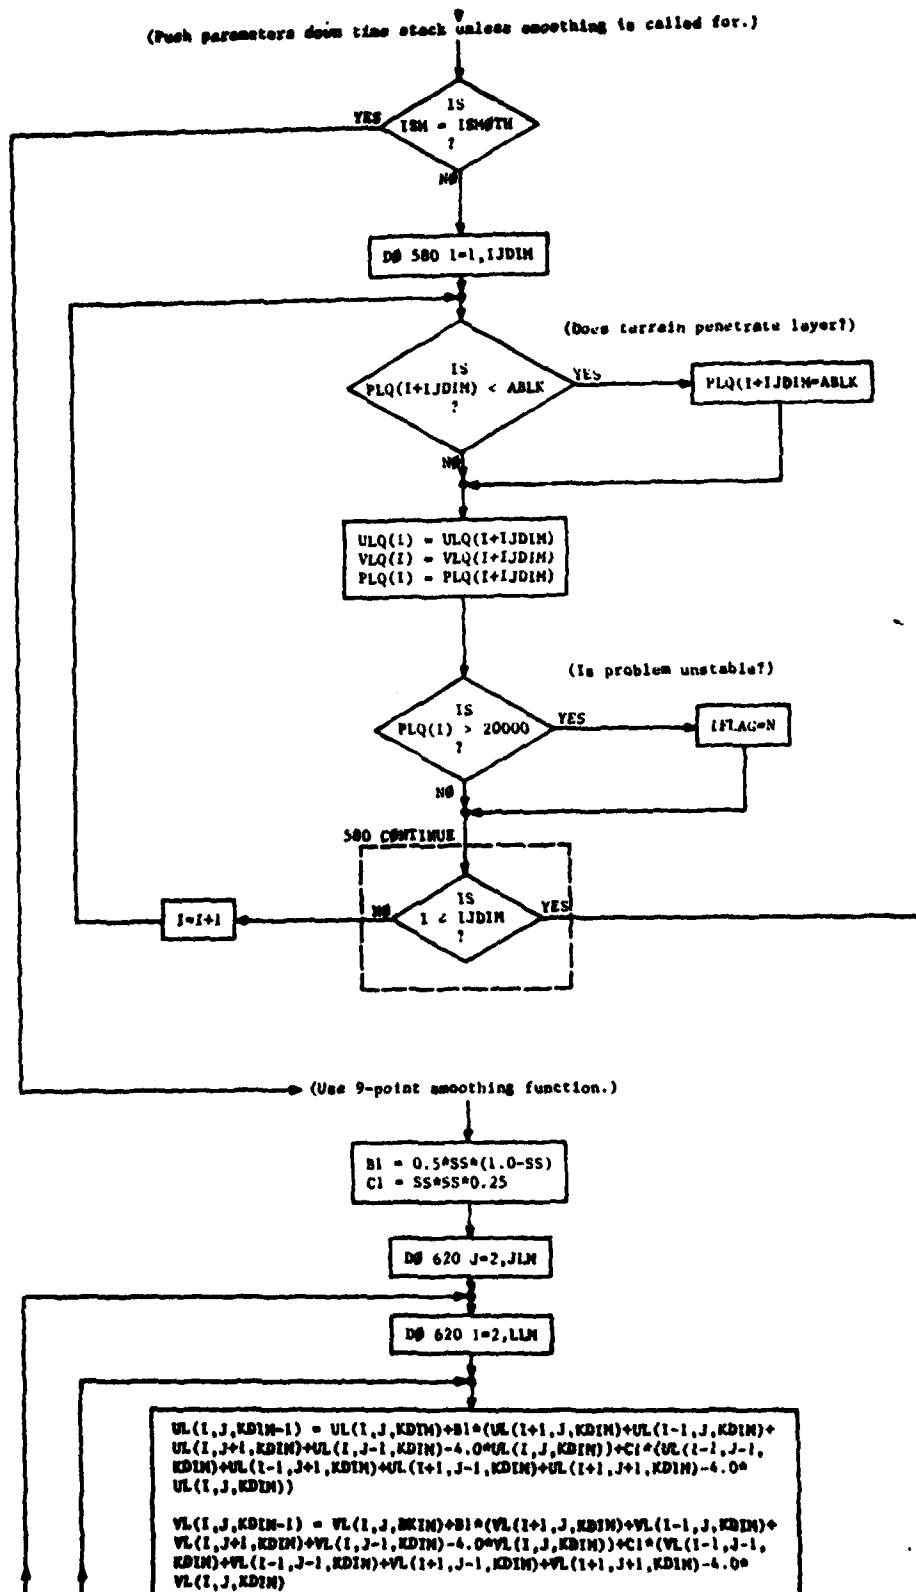 (Push parameters down time stack unless smoothing is called for.)
IS
ISM = ISMØTH
?
YES
NØ
DØ 580 I=1,IJDIM
(Does terrain penetrate layer?)
IS
PLQ(I+IJDIM) < ABLK
?
YES
PLQ(I+IJDIM=ABLK
NØ
ULQ(I) = ULQ(I+IJDIM)
VLQ(I) = VLQ(I+IJDIM)
PLQ(I) = PLQ(I+IJDIM)
(Is problem unstable?)
IS
PLQ(I) > 20000
?
YES
IFLAG=N
NØ
580 CØNTINUE
IS
I ≥ IJDIM
?
NØ
YES
I=I+1
(Use 9-point smoothing function.)
B1 = 0.5*SS*(1.0-SS)
C1 = SS*SS*0.25
DØ 620 J=2,JLM
DØ 620 I=2,LLM
UL(I,J,KDIM-1) = UL(I,J,KDIM)+B1*(UL(I+1,J,KDIM)+UL(I-1,J,KDIM)+
UL(I,J+1,KDIM)+UL(I,J-1,KDIM)-4.0*UL(I,J,KDIM))+C1*(UL(I-1,J-1,
KDIM)+UL(I-1,J+1,KDIM)+UL(I+1,J-1,KDIM)+UL(I+1,J+1,KDIM)-4.0*
UL(I,J,KDIM))
VL(I,J,KDIM-1) = VL(I,J,KDIM)+B1*(VL(I+1,J,KDIM)+VL(I-1,J,KDIM)+
VL(I,J+1,KDIM)+VL(I,J-1,KDIM)-4.0*VL(I,J,KDIM))+C1*(VL(I-1,J-1,
KDIM)+VL(I-1,J-1,KDIM)+VL(I+1,J-1,KDIM)+VL(I+1,J+1,KDIM)-4.0*
VL(I,J,KDIM)